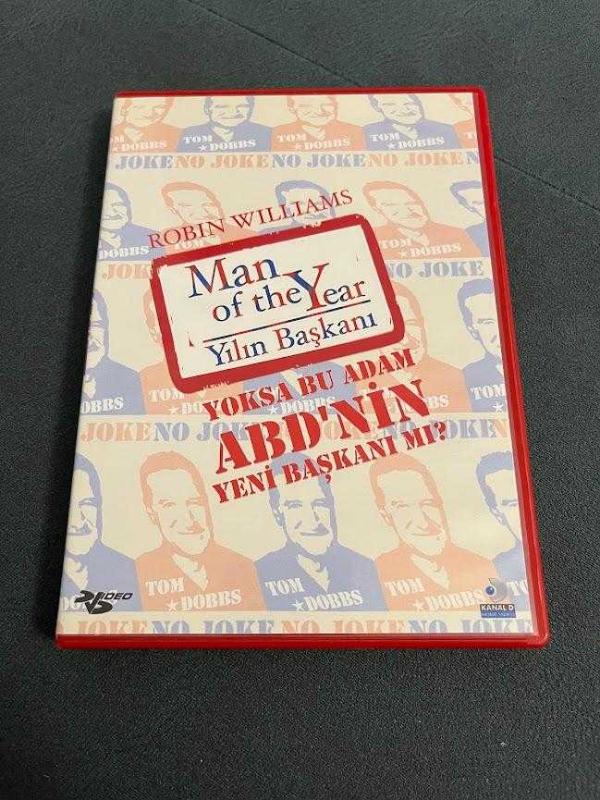 TOM DOBBS TOM DOBBS TOM DOBBS TOM DOBBS
JOKE NO JOKE NO JOKE NO JOKE
ROBIN WILLIAMS
Man
of the Year
Yılın Başkanı
DOBBS
DOBBS
NO JOKE
YOKSA BU ADAM
ABD'NİN
YENİ BAŞKANI MI?
TOM
DOBBS
JOKE NO JOKE
TOM DOBBS TOM DOBBS TOM DOBBS
VIDEO
KANAL D
JOKE NO JOKE NO JOKE NO JOKE